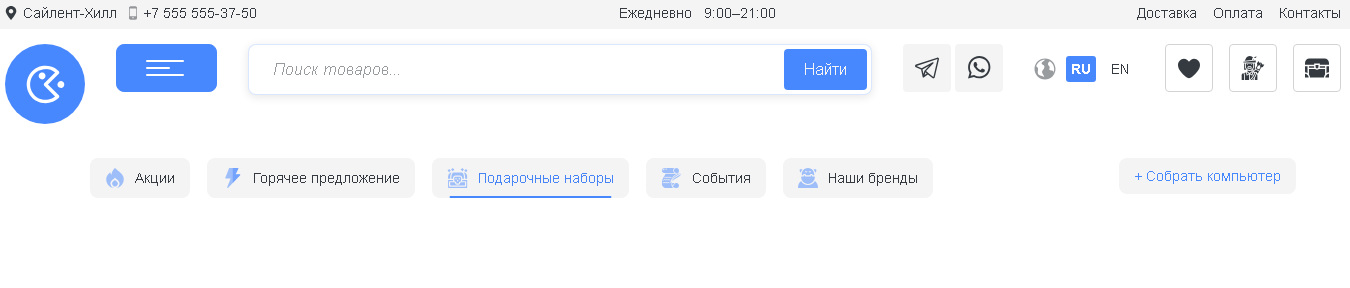 Сайлент-Хилл +7 555 555-37-50 Ежедневно 9:00–21:00 Доставка Оплата Контакты
Поиск товаров... Найти RU EN
Акции Горячее предложение Подарочные наборы События Наши бренды + Собрать компьютер